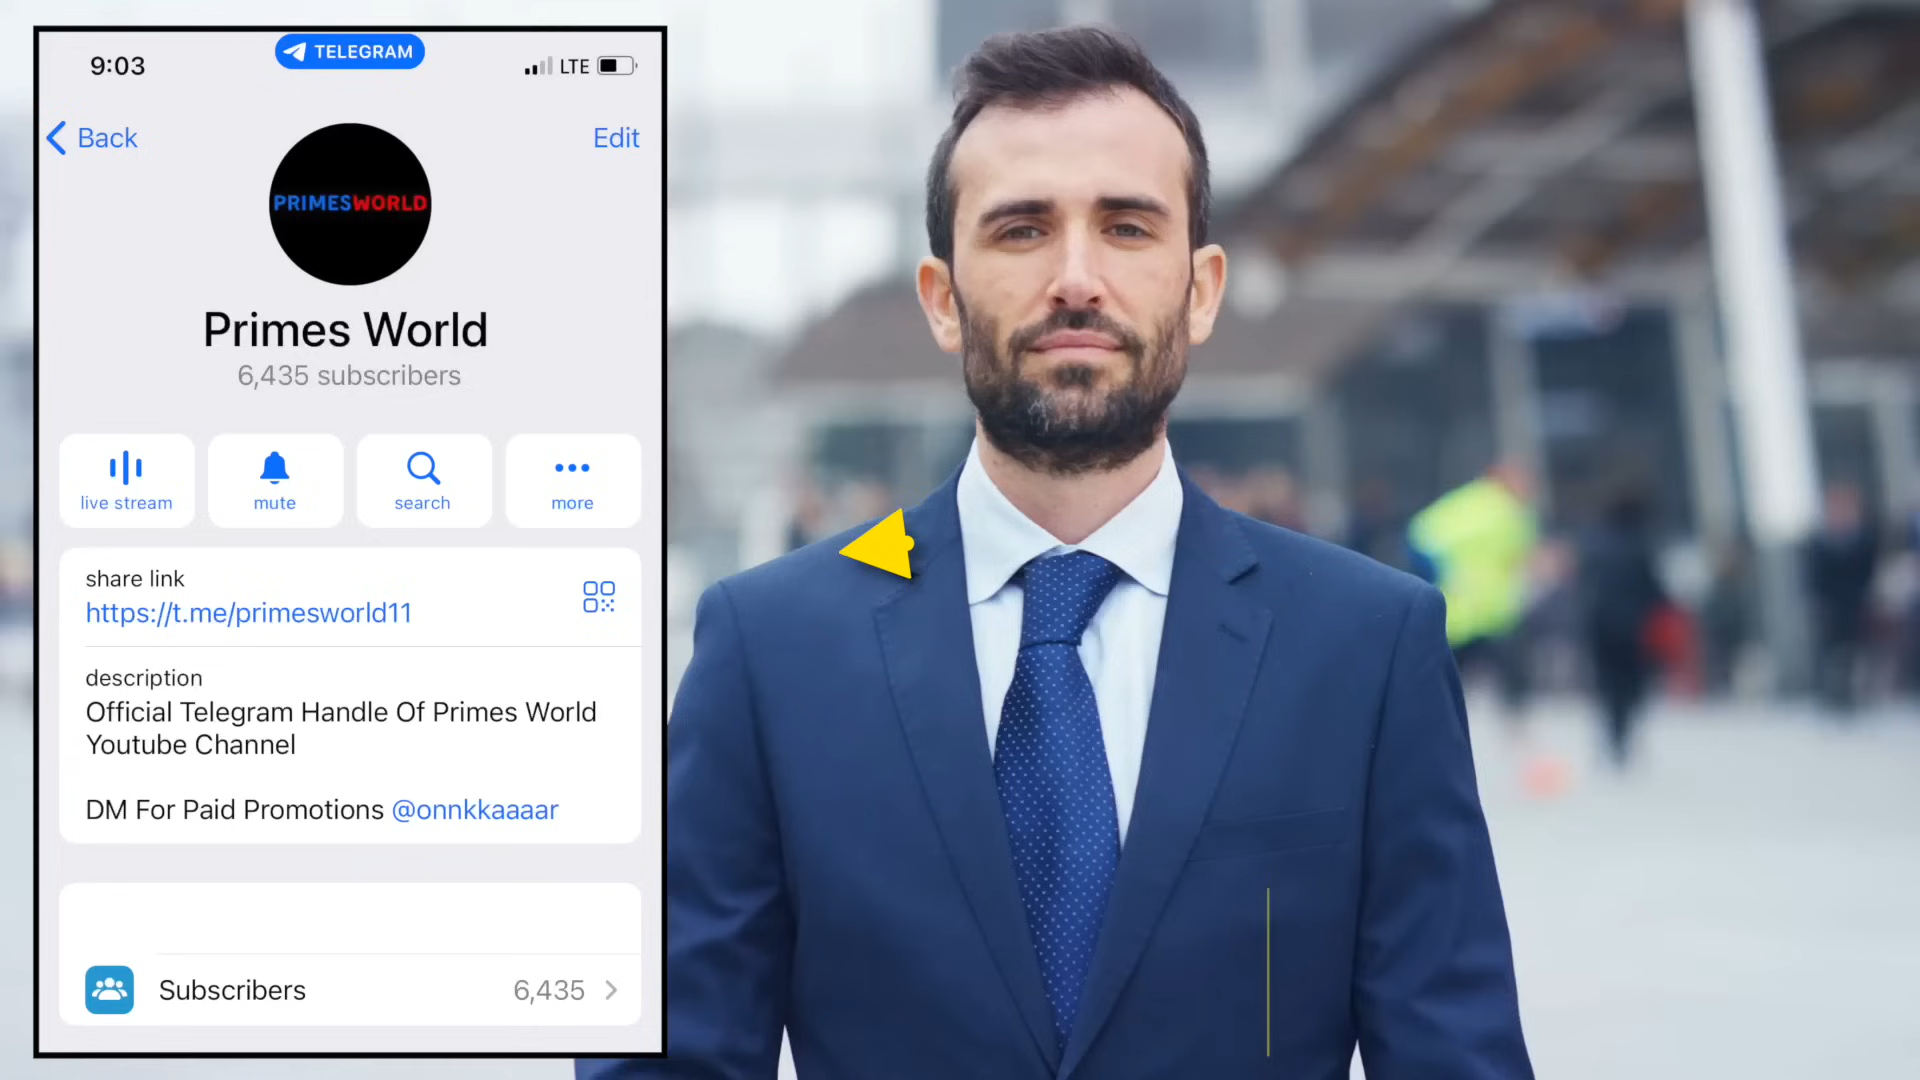 9:03
TELEGRAM
LTE
Back
Edit
PRIMESWORLD
Primes World
6,435 subscribers
live stream
mute
search
more
share link
https://t.me/primesworld11
description
Official Telegram Handle Of Primes World
Youtube Channel
DM For Paid Promotions @onnkkaaaar
Subscribers
6,435